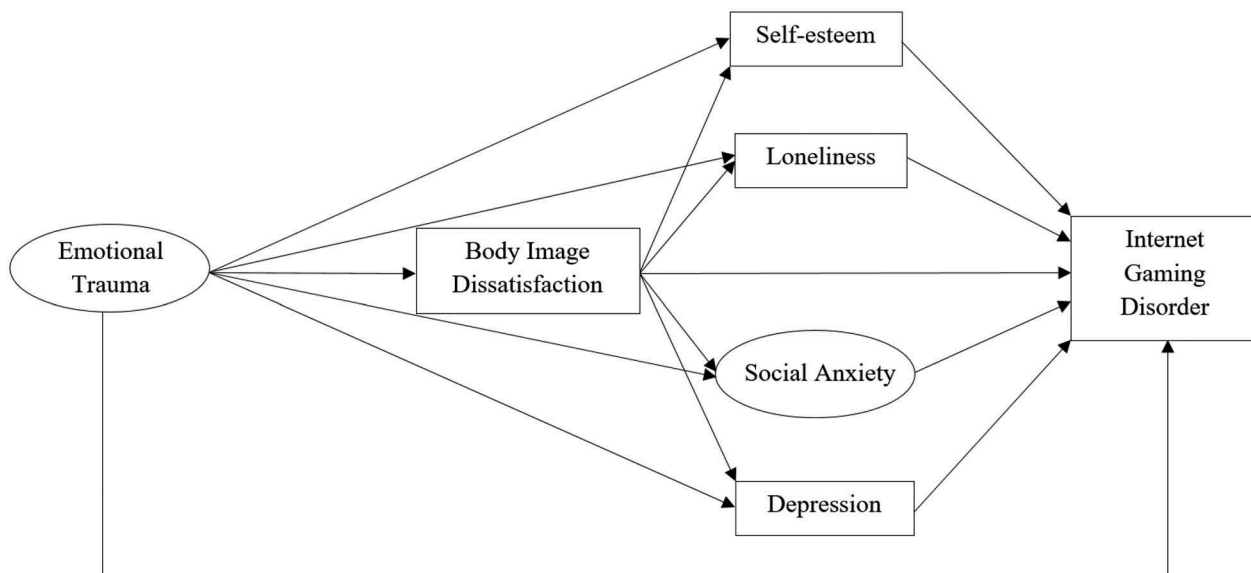 Self-esteem
Loneliness
Emotional
Trauma
Body Image
Dissatisfaction
Internet
Gaming
Disorder
Social Anxiety
Depression